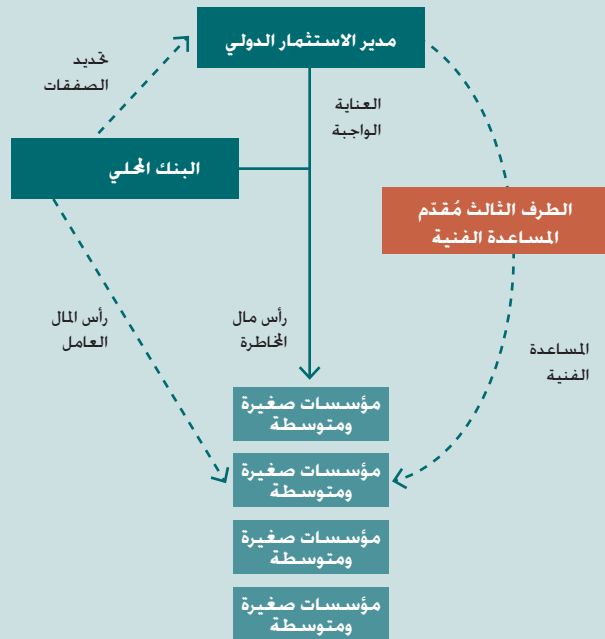 مدير الاستثمار الدولي
تحديد
الصفقات
العناية
الواجبة
البنك المحلي
الطرف الثالث مُقدّم
المساعدة الفنية
رأس المال
العامل
رأس مال
المخاطرة
المساعدة
الفنية
مؤسسات صغيرة
ومتوسطة
مؤسسات صغيرة
ومتوسطة
مؤسسات صغيرة
ومتوسطة
مؤسسات صغيرة
ومتوسطة